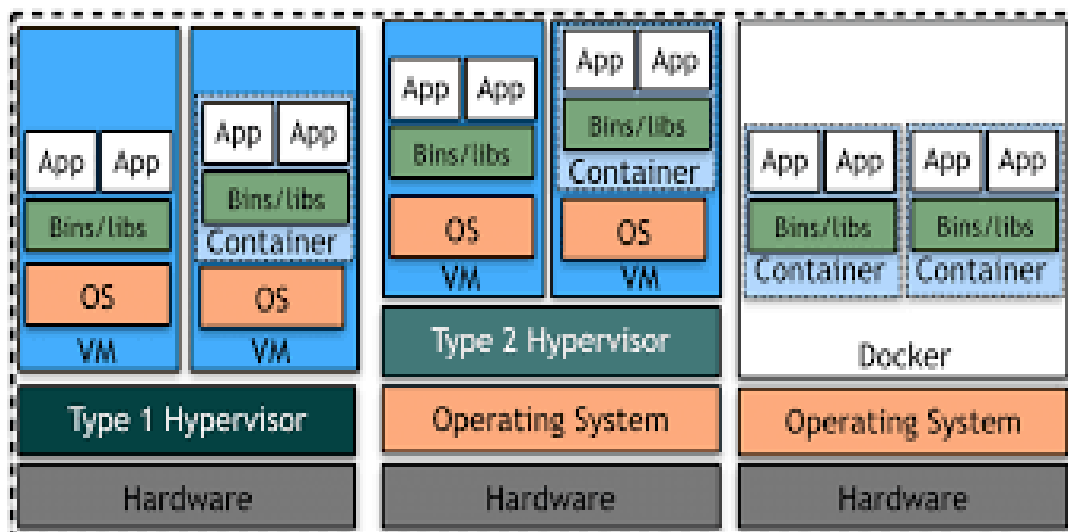 App App
Bins/libs
OS
VM
App App
Bins/libs
Container
OS
VM
Type 1 Hypervisor
Hardware
App App
Bins/libs
OS
VM
App App
Bins/libs
Container
OS
VM
Type 2 Hypervisor
Operating System
Hardware
App App
Bins/libs
Container
App App
Bins/libs
Container
Docker
Operating System
Hardware